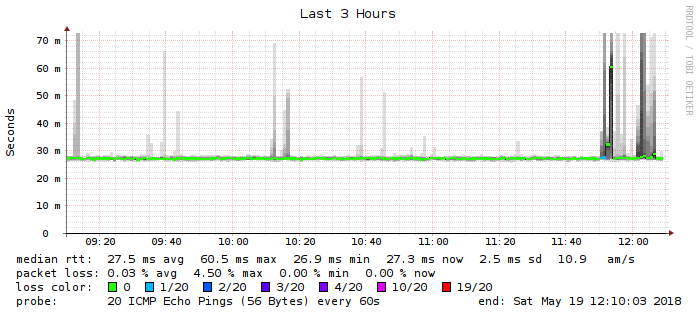 Last 3 Hours
RRDTOOL / TOBI OETIKER
Seconds
70 m
60 m
50 m
40 m
30 m
20 m
10 m
0
09:20 09:40 10:00 10:20 10:40 11:00 11:20 11:40 12:00
median rtt: 27.5 ms avg 60.5 ms max 26.9 ms min 27.3 ms now 2.5 ms sd 10.9 am/s
packet loss: 0.03 % avg 4.50 % max 0.00 % min 0.00 % now
loss color: 0 1/20 2/20 3/20 4/20 10/20 19/20
probe: 20 ICMP Echo Pings (56 Bytes) every 60s end: Sat May 19 12:10:03 2018